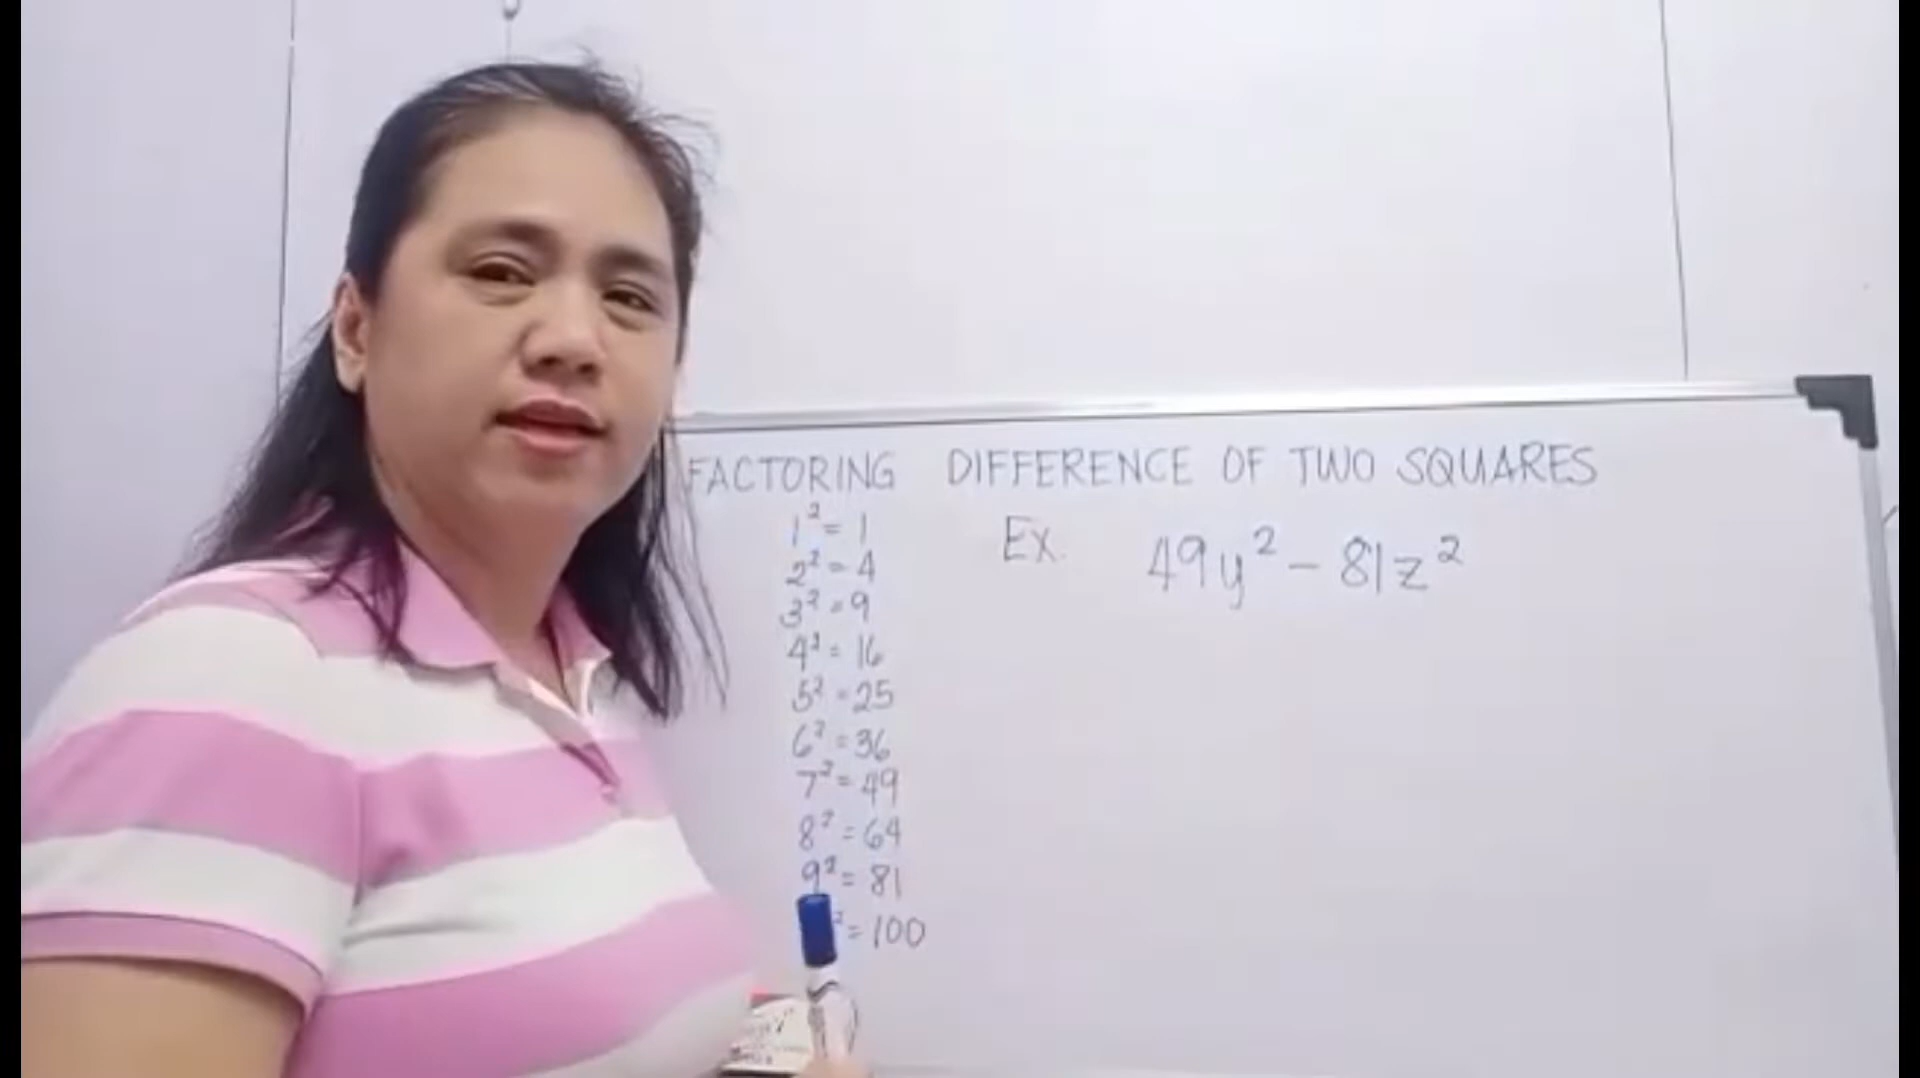 FACTORING DIFFERENCE OF TWO SQUARES
Ex. 49y² - 81z²
1² = 1
2² = 4
3² = 9
4² = 16
5² = 25
6² = 36
7² = 49
8² = 64
9² = 81
² = 100